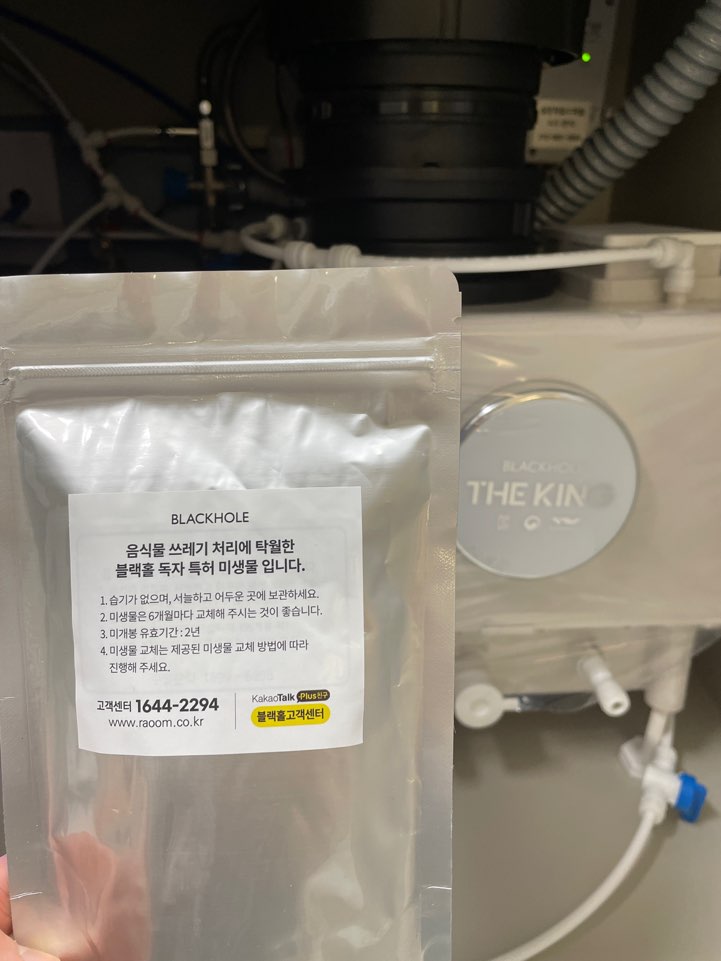 BLACKHOLE
음식물 쓰레기 처리에 탁월한
블랙홀 독자 특허 미생물 입니다.
1. 습기가 없으며, 서늘하고 어두운 곳에 보관하세요.
2. 미생물은 6개월마다 교체해 주시는 것이 좋습니다.
3. 미개봉 유효기간 : 2년
4. 미생물 교체는 제공된 미생물 교체 방법에 따라
진행해 주세요.
고객센터 1644-2294
www.raoom.co.kr
KakaoTalk Plus친구
블랙홀고객센터
BLACKHOLE
THE KING